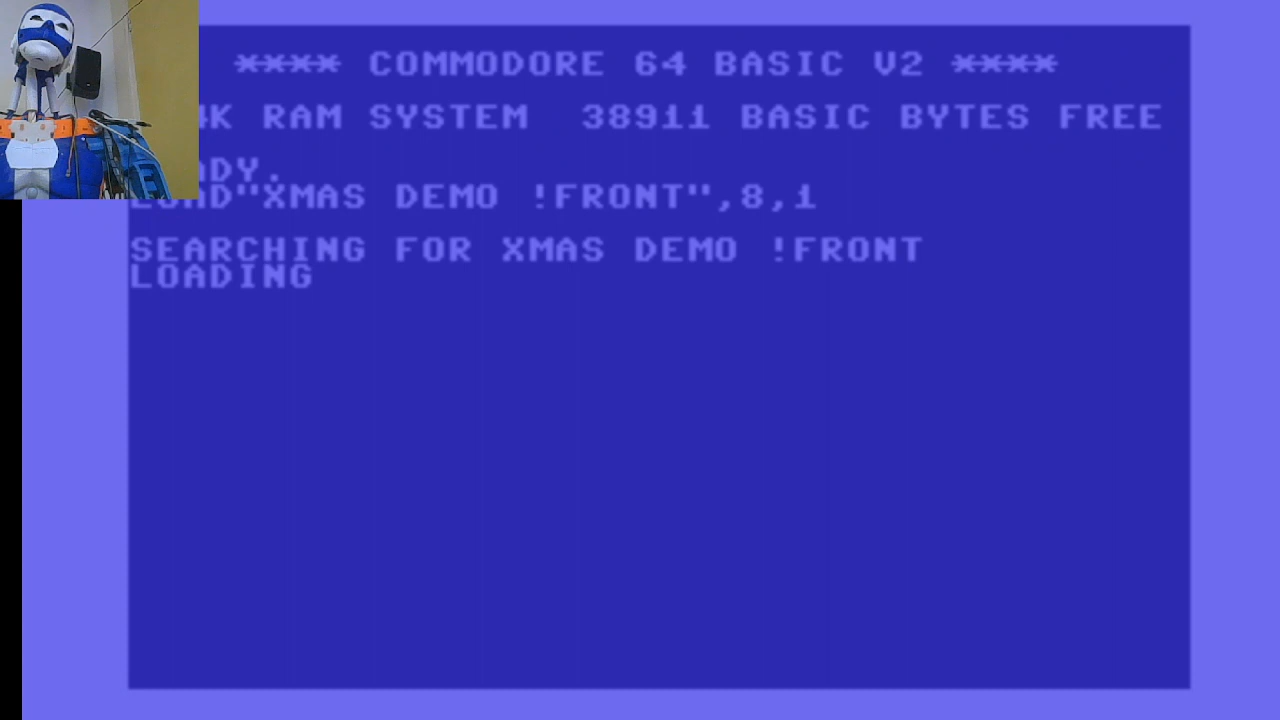 **** COMMODORE 64 BASIC V2 ****
RAM SYSTEM 38911 BASIC BYTES FREE
"XMAS DEMO !FRONT",8,1
SEARCHING FOR XMAS DEMO !FRONT
LOADING